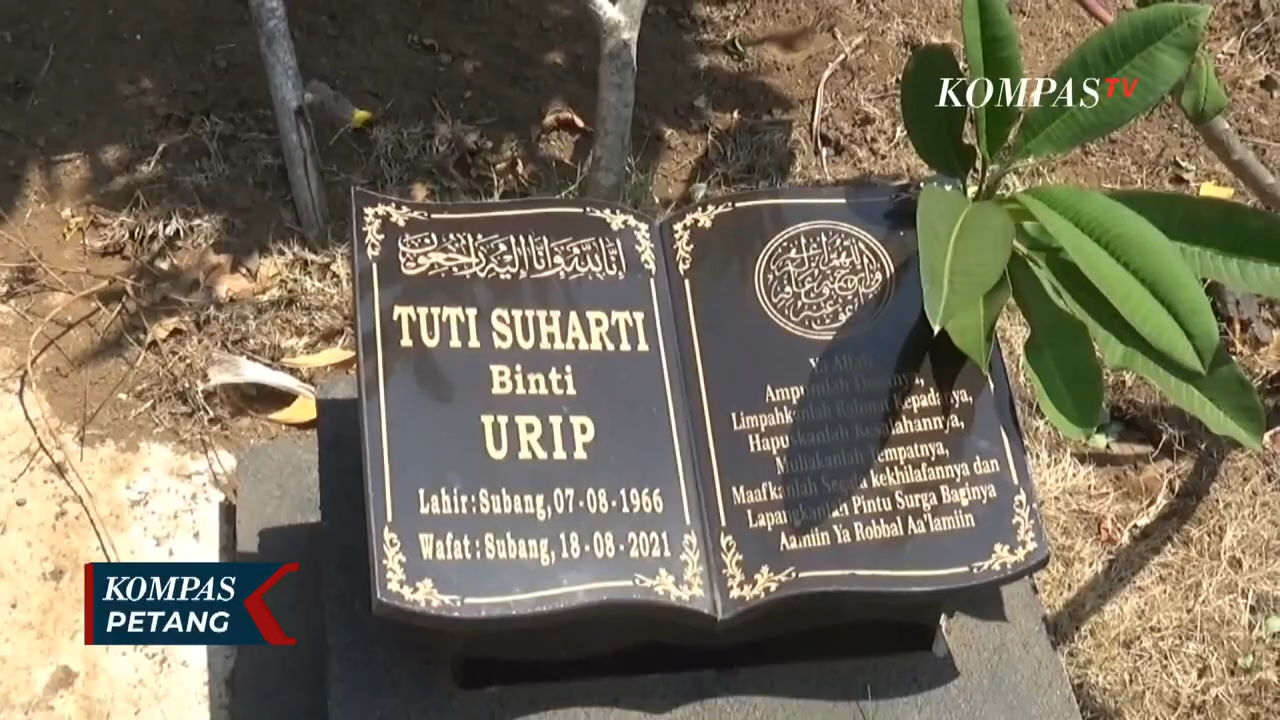 KOMPASTV
إنا لله وإنا إليه راجعون
TUTI SUHARTI
Binti
URIP
Lahir : Subang, 07-08-1966
Wafat : Subang, 18-08-2021
Ya Allah
Ampunilah Dosanya,
Limpahkanlah Rahmat Kepadanya,
Hapuskanlah Kesalahannya,
Muliakanlah Tempatnya,
Maafkanlah Segala kekhilafannya dan
Lapangkanlah Pintu Surga Baginya
Aamiin Ya Robbal Aa'lamiin
KOMPAS
PETANG